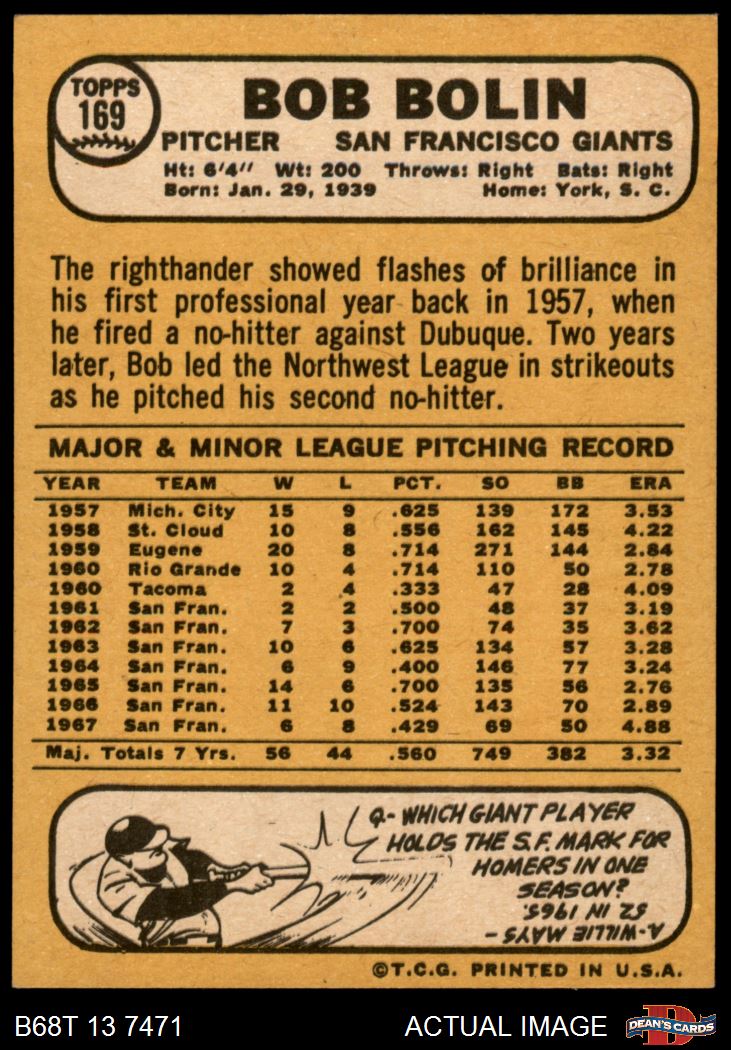 TOPPS
169
BOB BOLIN
PITCHER SAN FRANCISCO GIANTS
Ht: 6'4" Wt: 200 Throws: Right Bats: Right
Born: Jan. 29, 1939 Home: York, S. C.
The righthander showed flashes of brilliance in
his first professional year back in 1957, when
he fired a no-hitter against Dubuque. Two years
later, Bob led the Northwest League in strikeouts
as he pitched his second no-hitter.
MAJOR & MINOR LEAGUE PITCHING RECORD
YEAR TEAM W L PCT. SO BB ERA
1957 Mich. City 15 9 .625 139 172 3.53
1958 St. Cloud 10 8 .556 162 145 4.22
1959 Eugene 20 8 .714 271 144 2.84
1960 Rio Grande 10 4 .714 110 50 2.78
1960 Tacoma 2 4 .333 47 28 4.09
1961 San Fran. 2 2 .500 48 37 3.19
1962 San Fran. 7 3 .700 74 35 3.62
1963 San Fran. 10 6 .625 134 57 3.28
1964 San Fran. 6 9 .400 146 77 3.24
1965 San Fran. 14 6 .700 135 56 2.76
1966 San Fran. 11 10 .524 143 70 2.89
1967 San Fran. 6 8 .429 69 50 4.88
Maj. Totals 7 Yrs. 56 44 .560 749 382 3.32
Q- WHICH GIANT PLAYER
HOLDS THE S.F. MARK FOR
HOMERS IN ONE
SEASON?
A-WILLIE MAYS -
52 IN 1965.
©T.C.G. PRINTED IN U.S.A.
B68T 13 7471 ACTUAL IMAGE
D
DEAN'S CARDS